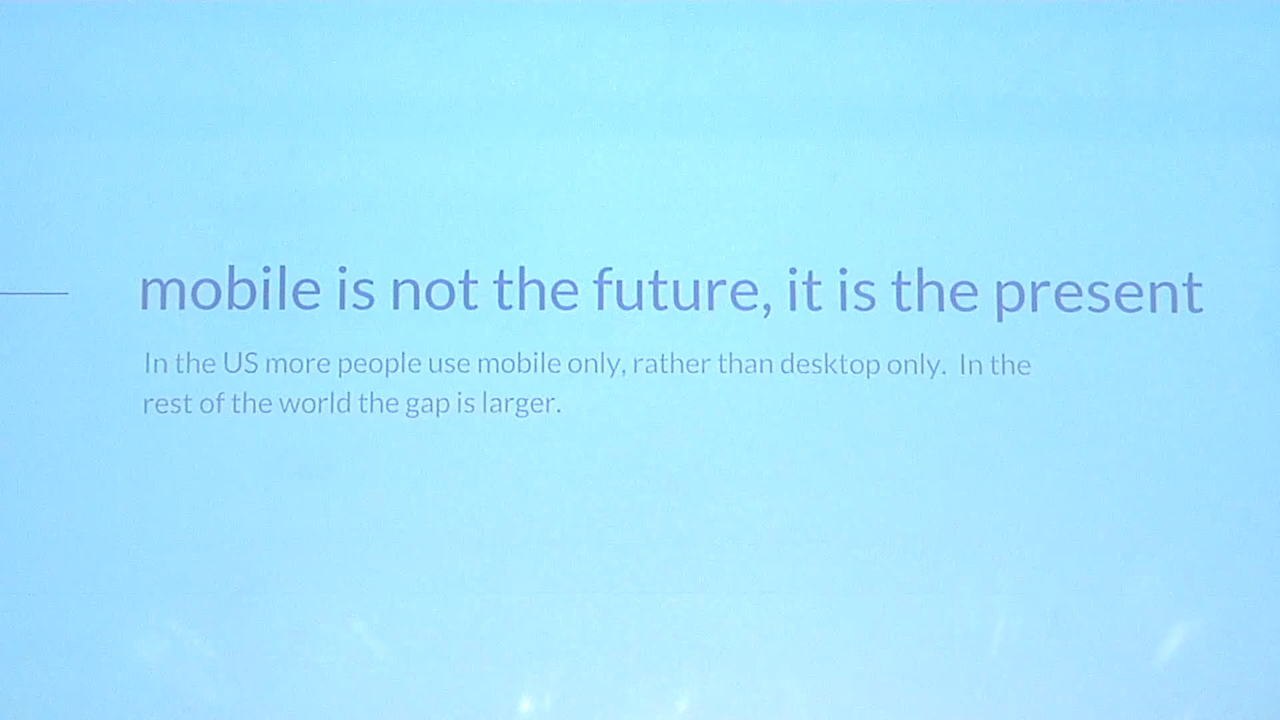 mobile is not the future, it is the present
In the US more people use mobile only, rather than desktop only.  In the
rest of the world the gap is larger.